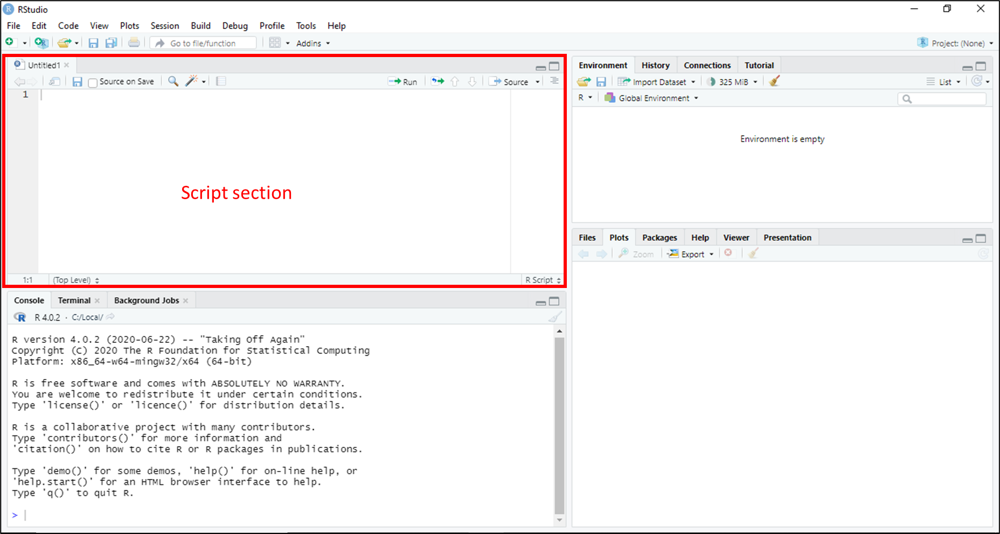 RStudio
File Edit Code View Plots Session Build Debug Profile Tools Help
Go to file/function Addins Project: (None)
Untitled1
Source on Save Run Source
1
Script section
1:1 (Top Level) R Script
Console Terminal Background Jobs
R 4.0.2 · C:/Local/
R version 4.0.2 (2020-06-22) -- "Taking Off Again"
Copyright (C) 2020 The R Foundation for Statistical Computing
Platform: x86_64-w64-mingw32/x64 (64-bit)
R is free software and comes with ABSOLUTELY NO WARRANTY.
You are welcome to redistribute it under certain conditions.
Type 'license()' or 'licence()' for distribution details.
R is a collaborative project with many contributors.
Type 'contributors()' for more information and
'citation()' on how to cite R or R packages in publications.
Type 'demo()' for some demos, 'help()' for on-line help, or
'help.start()' for an HTML browser interface to help.
Type 'q()' to quit R.
>
Environment History Connections Tutorial
Import Dataset 325 MiB List
R Global Environment
Environment is empty
Files Plots Packages Help Viewer Presentation
Zoom Export